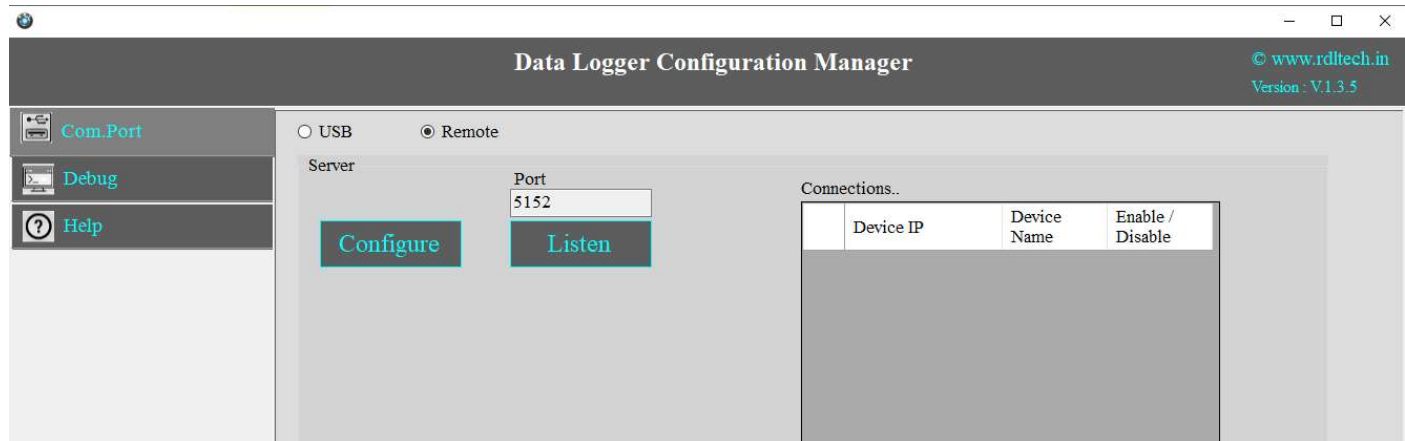 Data Logger Configuration Manager
© www.rdltech.in
Version : V.1.3.5
Com.Port
Debug
Help
USB
Remote
Server
Port
5152
Configure
Listen
Connections..
Device IP
Device
Name
Enable /
Disable